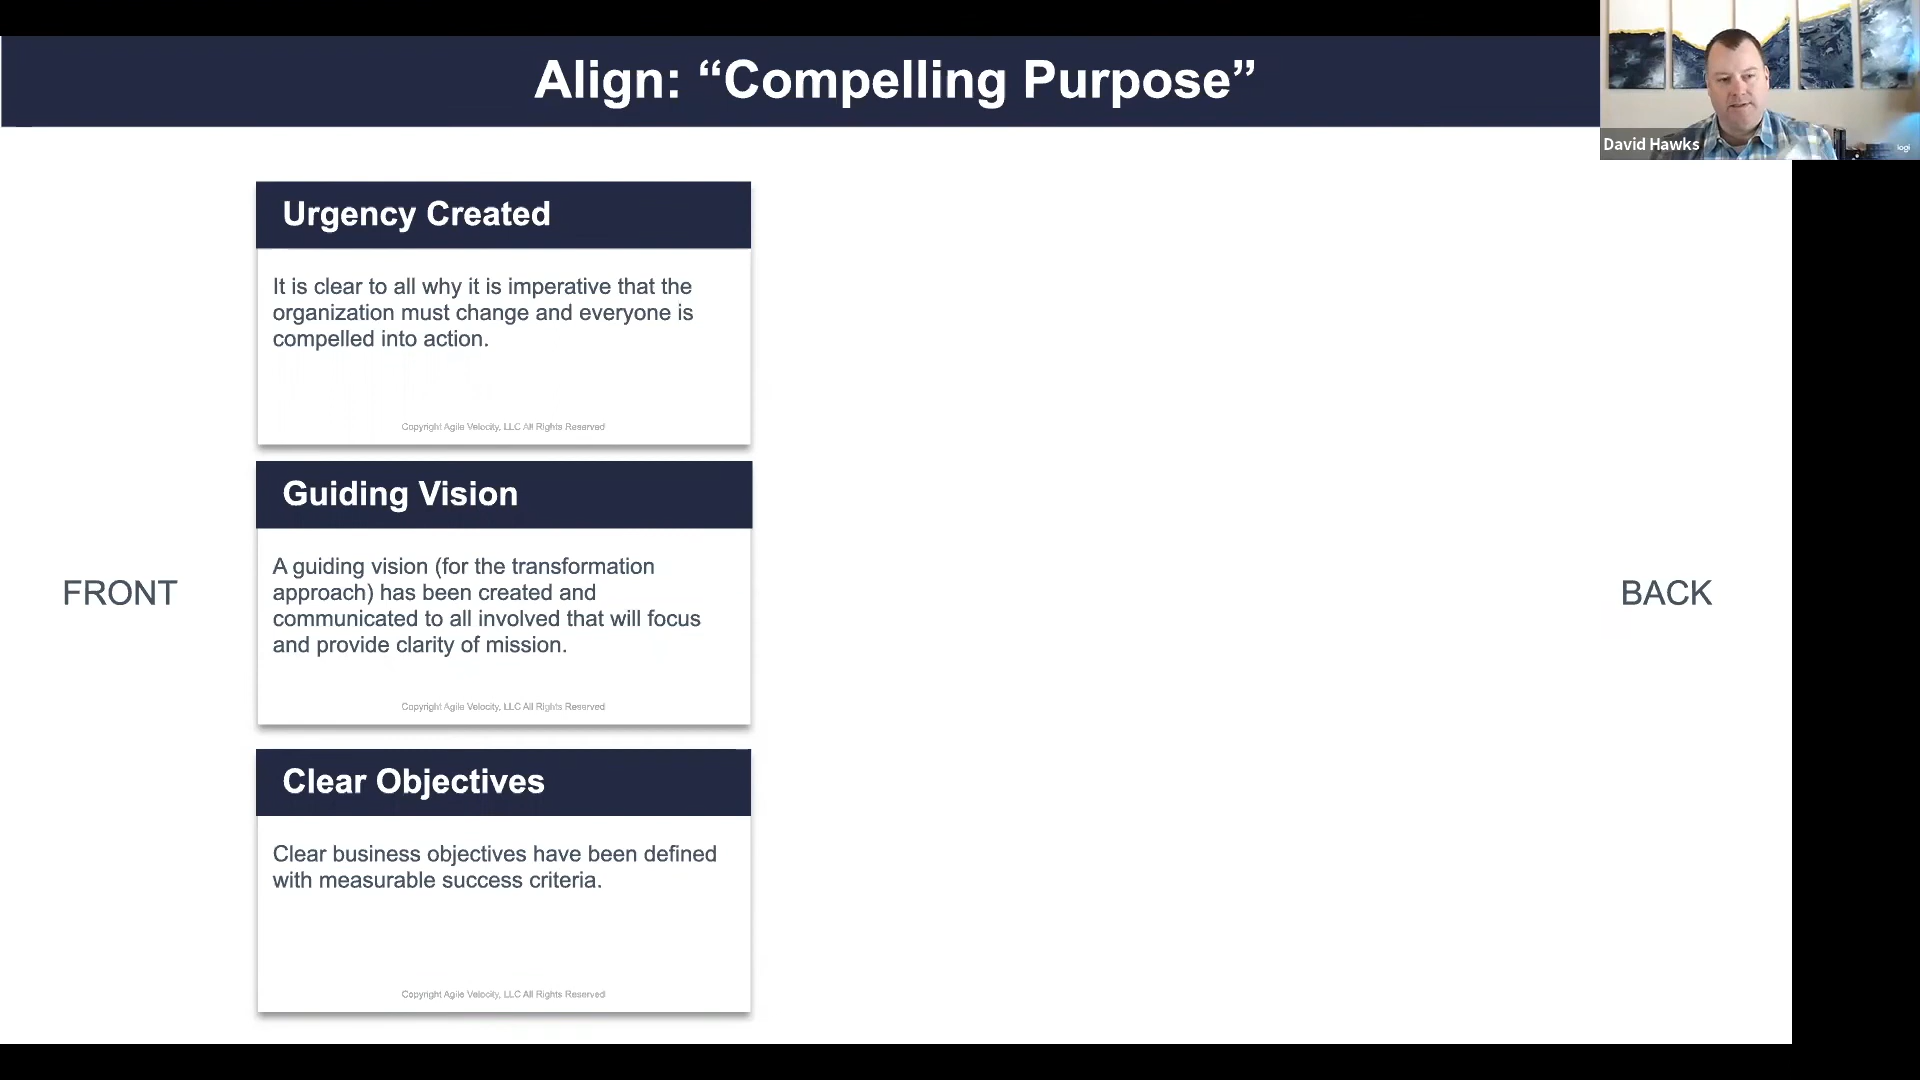 Align: “Compelling Purpose”
David Hawks
logi
Urgency Created
It is clear to all why it is imperative that the
organization must change and everyone is
compelled into action.
Copyright Agile Velocity, LLC All Rights Reserved
Guiding Vision
A guiding vision (for the transformation
approach) has been created and
communicated to all involved that will focus
and provide clarity of mission.
Copyright Agile Velocity, LLC All Rights Reserved
FRONT
BACK
Clear Objectives
Clear business objectives have been defined
with measurable success criteria.
Copyright Agile Velocity, LLC All Rights Reserved